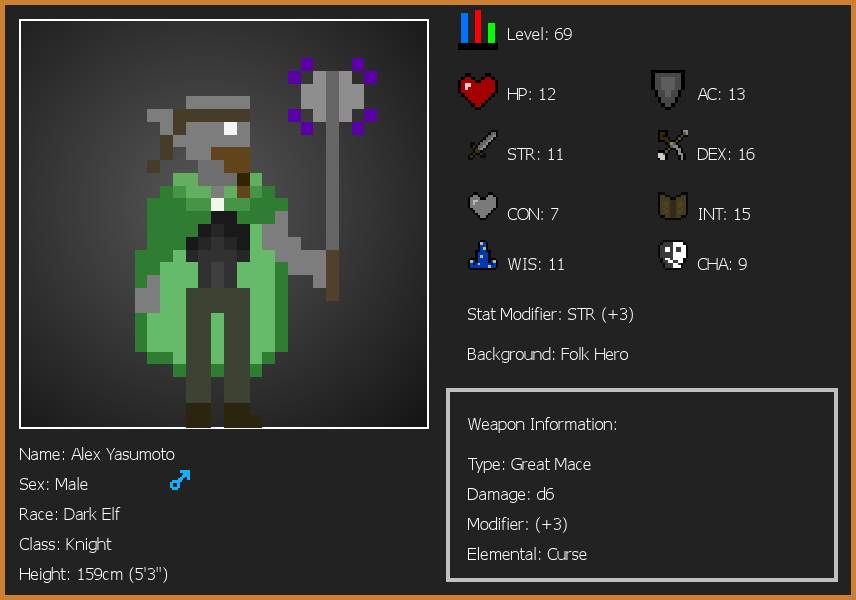 Level: 69
HP: 12
AC: 13
STR: 11
DEX: 16
CON: 7
INT: 15
WIS: 11
CHA: 9
Stat Modifier: STR (+3)
Background: Folk Hero
Weapon Information:
Type: Great Mace
Damage: d6
Modifier: (+3)
Elemental: Curse
Name: Alex Yasumoto
Sex: Male
Race: Dark Elf
Class: Knight
Height: 159cm (5'3")